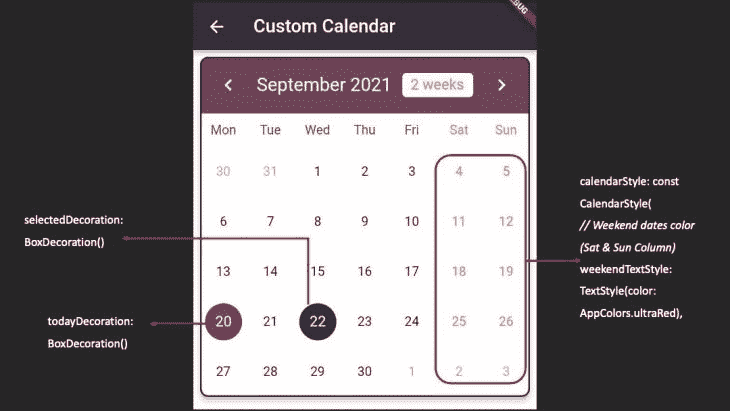 BUG
Custom Calendar
September 2021 2 weeks
Mon Tue Wed Thu Fri Sat Sun
30 31 1 2 3 4 5
6 7 8 9 10 11 12
13 14 15 16 17 18 19
20 21 22 23 24 25 26
27 28 29 30 1 2 3
selectedDecoration:
BoxDecoration()
todayDecoration:
BoxDecoration()
calendarStyle: const
CalendarStyle(
// Weekend dates color
(Sat & Sun Column)
weekendTextStyle:
TextStyle(color:
AppColors.ultraRed),